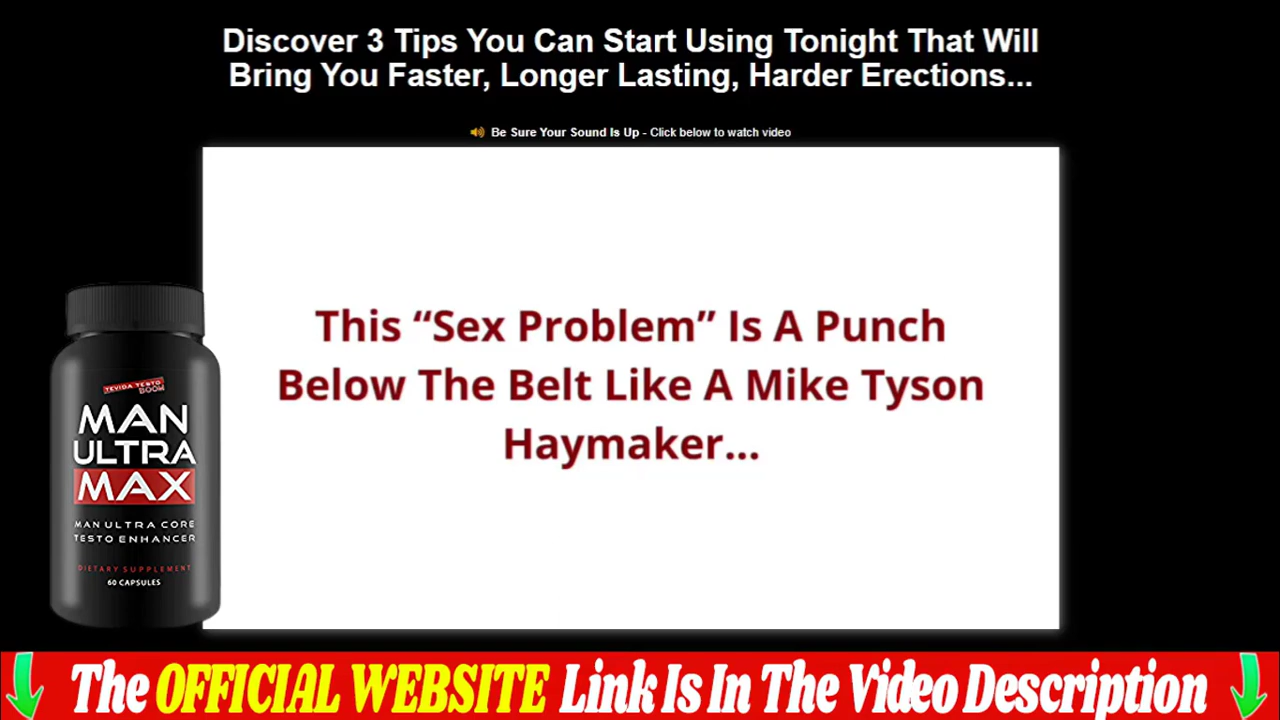 Discover 3 Tips You Can Start Using Tonight That Will
Bring You Faster, Longer Lasting, Harder Erections...
Be Sure Your Sound Is Up - Click below to watch video
This “Sex Problem” Is A Punch
Below The Belt Like A Mike Tyson
Haymaker...
TEVIDA TESTO
BOOM
MAN
ULTRA
MAX
MAN ULTRA CORE
TESTO ENHANCER
DIETARY SUPPLEMENT
60 CAPSULES
The OFFICIAL WEBSITE Link Is In The Video Description